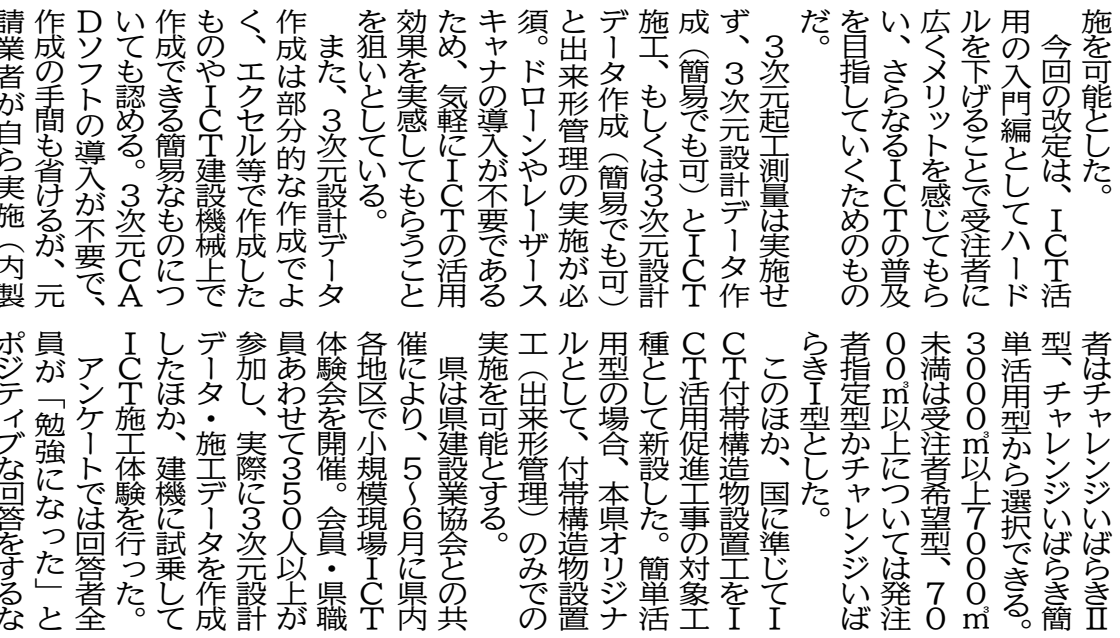 施を可能とした。
　今回の改定は、ＩＣＴ活
用の入門編としてハード
ルを下げることで受注者に
広くメリットを感じてもら
い、さらなるＩＣＴの普及
を目指していくためのもの
だ。
　３次元起工測量は実施せ
ず、３次元設計データ作
成（簡易でも可）とＩＣＴ
施工、もしくは３次元設計
データ作成（簡易でも可）
と出来形管理の実施が必
須。ドローンやレーザース
キャナの導入が不要である
ため、気軽にＩＣＴの活用
効果を実感してもらうこと
を狙いとしている。
　また、３次元設計データ
作成は部分的な作成でよ
く、エクセル等で作成した
ものやＩＣＴ建設機械上で
作成できる簡易なものにつ
いても認める。３次元ＣＡ
Ｄソフトの導入が不要で、
作成の手間も省けるが、元
請業者が自ら実施（内製
者はチャレンジいばらきⅡ
型、チャレンジいばらき簡
単活用型から選択できる。
３０００㎥以上７０００㎥
未満は受注者希望型、７０
００㎥以上については発注
者指定型かチャレンジいば
らきⅠ型とした。
　このほか、国に準じてＩ
ＣＴ付帯構造物設置工をＩ
ＣＴ活用促進工事の対象工
種として新設した。簡単活
用型の場合、本県オリジナ
ルとして、付帯構造物設置
工（出来形管理）のみでの
実施を可能とする。
　県は県建設業協会との共
催により、５～６月に県内
各地区で小規模現場ＩＣＴ
体験会を開催。会員・県職
員あわせて３５０人以上が
参加し、実際に３次元設計
データ・施工データを作成
したほか、建機に試乗して
ＩＣＴ施工体験を行った。
　アンケートでは回答者全
員が「勉強になった」と
ポジティブな回答をするな